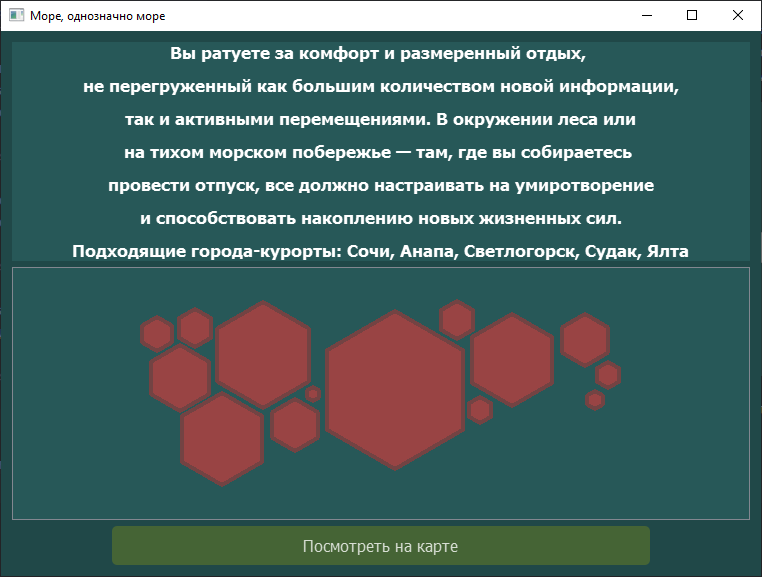 Море, однозначно море
Вы ратуете за комфорт и размеренный отдых,
не перегруженный как большим количеством новой информации,
так и активными перемещениями. В окружении леса или
на тихом морском побережье — там, где вы собираетесь
провести отпуск, все должно настраивать на умиротворение
и способствовать накоплению новых жизненных сил.
Подходящие города-курорты: Сочи, Анапа, Светлогорск, Судак, Ялта
Посмотреть на карте